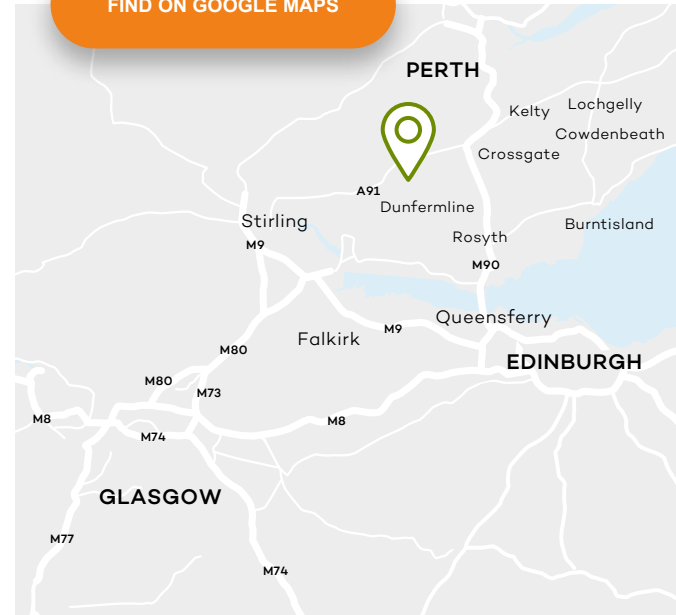 FIND ON GOOGLE MAPS
PERTH
Kelty
Lochgelly
Cowdenbeath
Crossgate
A91
Dunfermline
Stirling
Rosyth
Burntisland
M9
M90
Queensferry
Falkirk
M9
M80
EDINBURGH
M80
M73
M8
M8
M74
GLASGOW
M77
M74